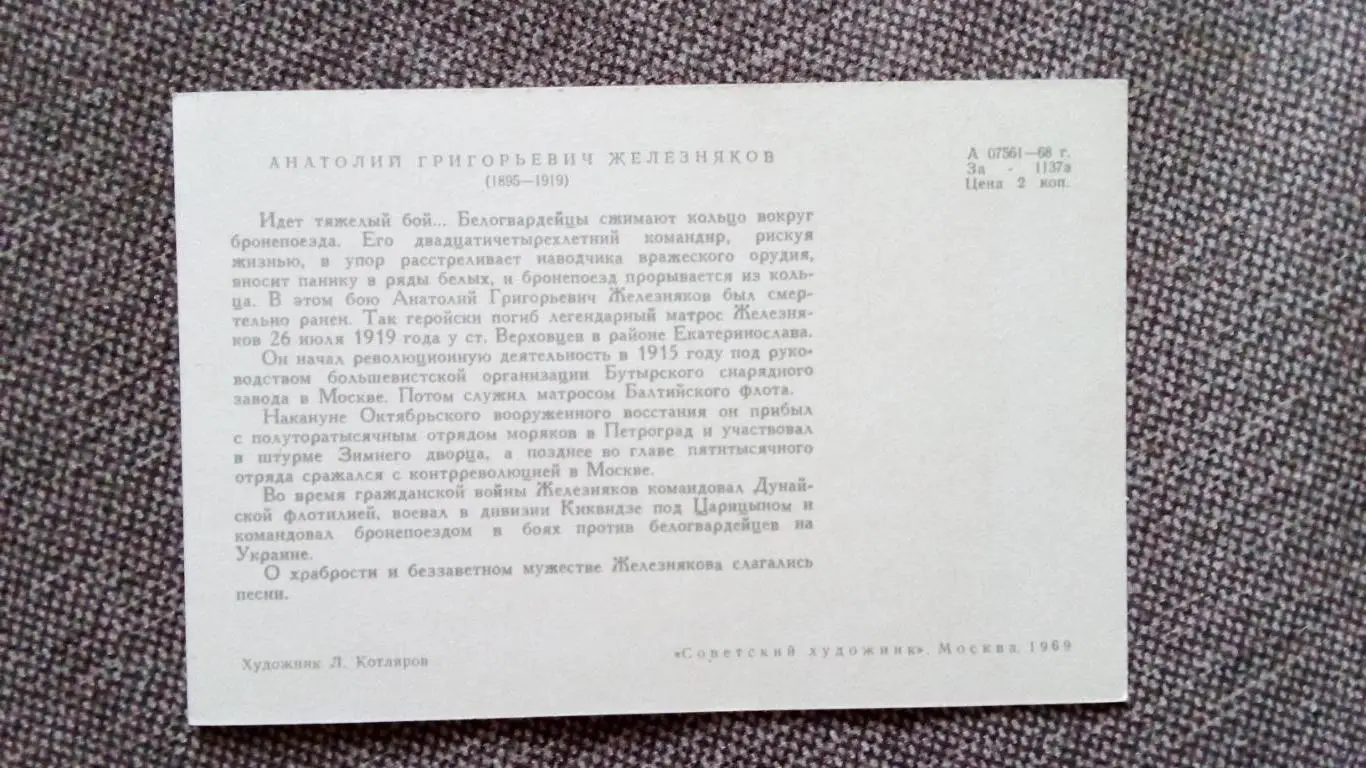 АНАТОЛИЙ ГРИГОРЬЕВИЧ ЖЕЛЕЗНЯКОВ
(1895—1919)
А 07561—68 г.
За - 1137а
Цена 2 коп.
Идет тяжелый бой... Белогвардейцы сжимают кольцо вокруг
бронепоезда. Его двадцатичетырехлетний командир, рискуя
жизнью, в упор расстреливает наводчика вражеского орудия,
вносит панику в ряды белых, и бронепоезд прорывается из коль-
ца. В этом бою Анатолий Григорьевич Железняков был смер-
тельно ранен. Так геройски погиб легендарный матрос Железня-
ков 26 июля 1919 года у ст. Верховцев в районе Екатеринослава.
Он начал революционную деятельность в 1915 году под руко-
водством большевистской организации Бутырского снарядного
завода в Москве. Потом служил матросом Балтийского флота.
Накануне Октябрьского вооруженного восстания он прибыл
с полуторатысячным отрядом моряков в Петроград и участвовал
в штурме Зимнего дворца, а позднее во главе пятитысячного
отряда сражался с контрреволюцией в Москве.
Во время гражданской войны Железняков командовал Дунай-
ской флотилией, воевал в дивизии Киквидзе под Царицыном и
командовал бронепоездом в боях против белогвардейцев на
Украине.
О храбрости и беззаветном мужестве Железнякова слагались
песни.
Художник Л. Котляров
«Советский художник». Москва. 1969